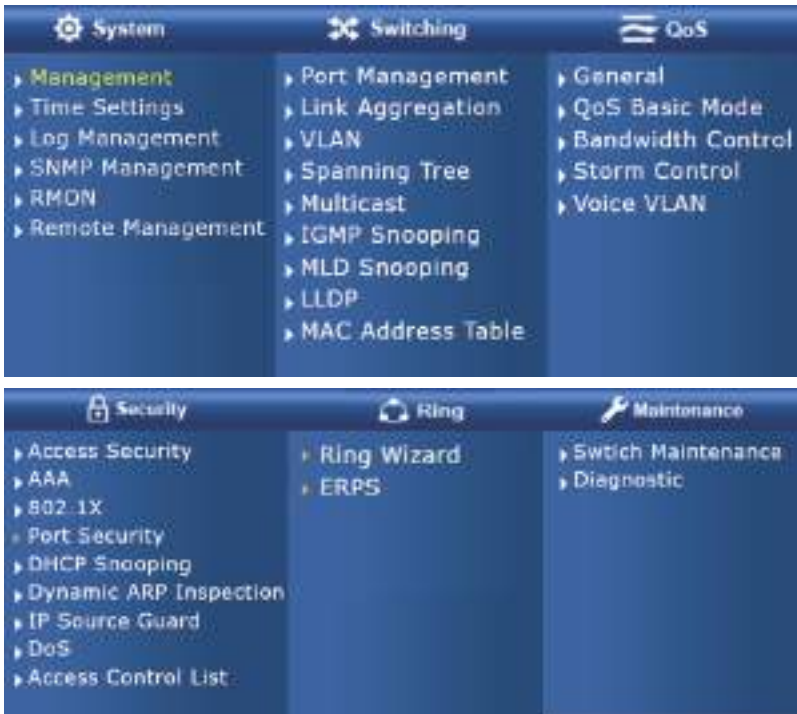 System
Management
Time Settings
Log Management
SNMP Management
RMON
Remote Management
Switching
Port Management
Link Aggregation
VLAN
Spanning Tree
Multicast
IGMP Snooping
MLD Snooping
LLDP
MAC Address Table
QoS
General
QoS Basic Mode
Bandwidth Control
Storm Control
Voice VLAN
Security
Access Security
AAA
802.1X
Port Security
DHCP Snooping
Dynamic ARP Inspection
IP Source Guard
DoS
Access Control List
Ring
Ring Wizard
ERPS
Maintenance
Swtich Maintenance
Diagnostic